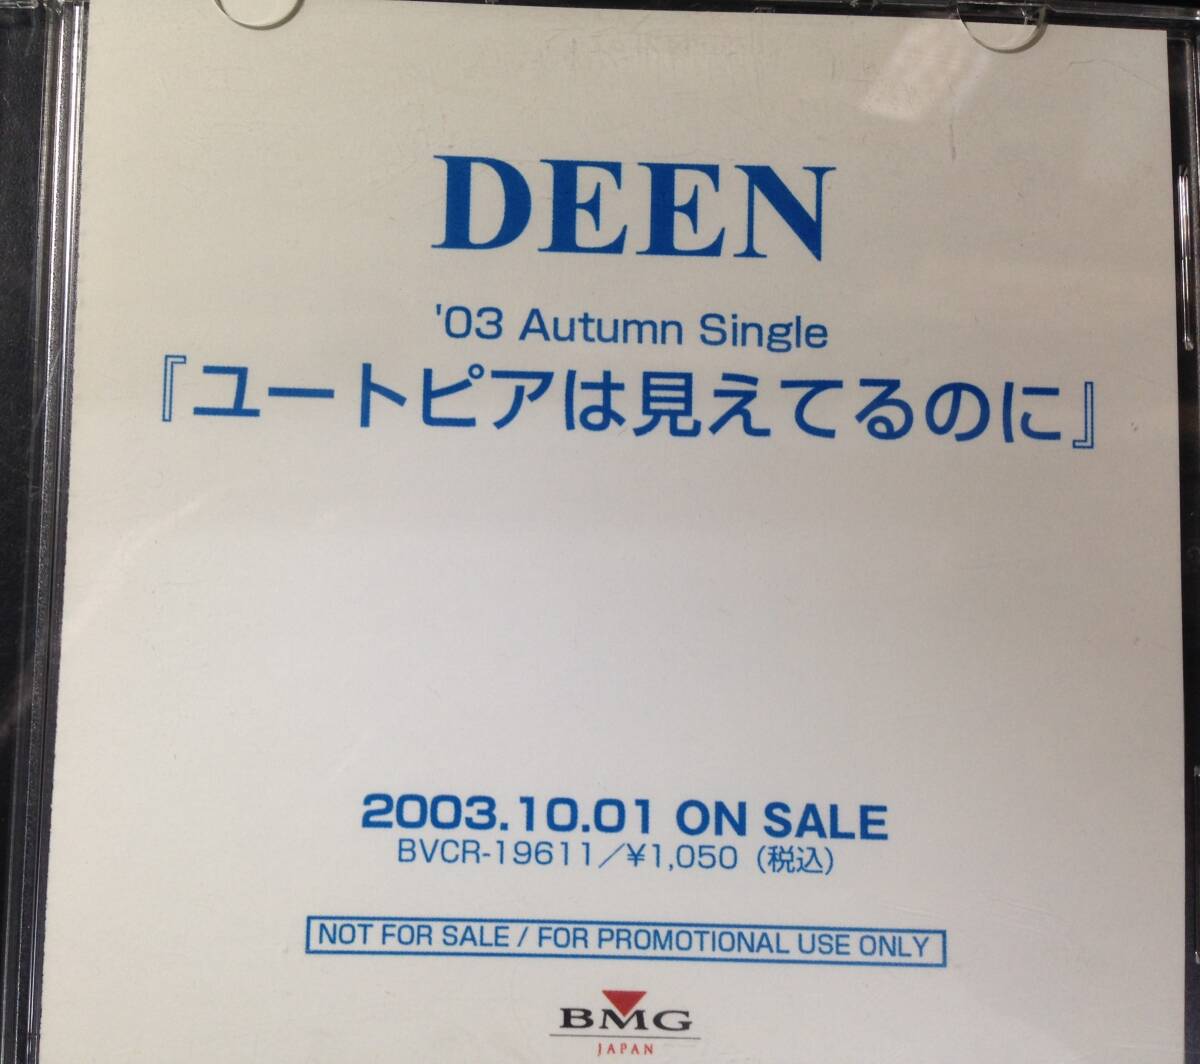 DEEN
'03 Autumn Single
『ユートピアは見えてるのに』
2003.10.01 ON SALE
BVCR-19611／¥1,050（税込）
NOT FOR SALE / FOR PROMOTIONAL USE ONLY
BMG
JAPAN